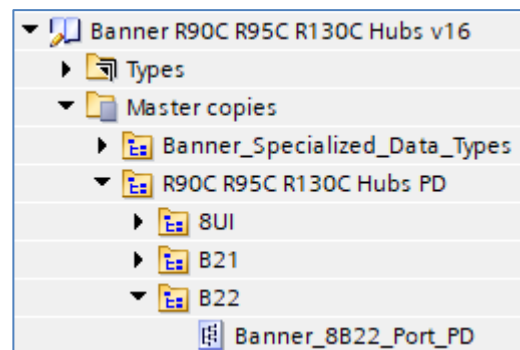 Banner R90C R95C R130C Hubs v16
Types
Master copies
Banner_Specialized_Data_Types
R90C R95C R130C Hubs PD
8UI
B21
B22
Banner_8B22_Port_PD